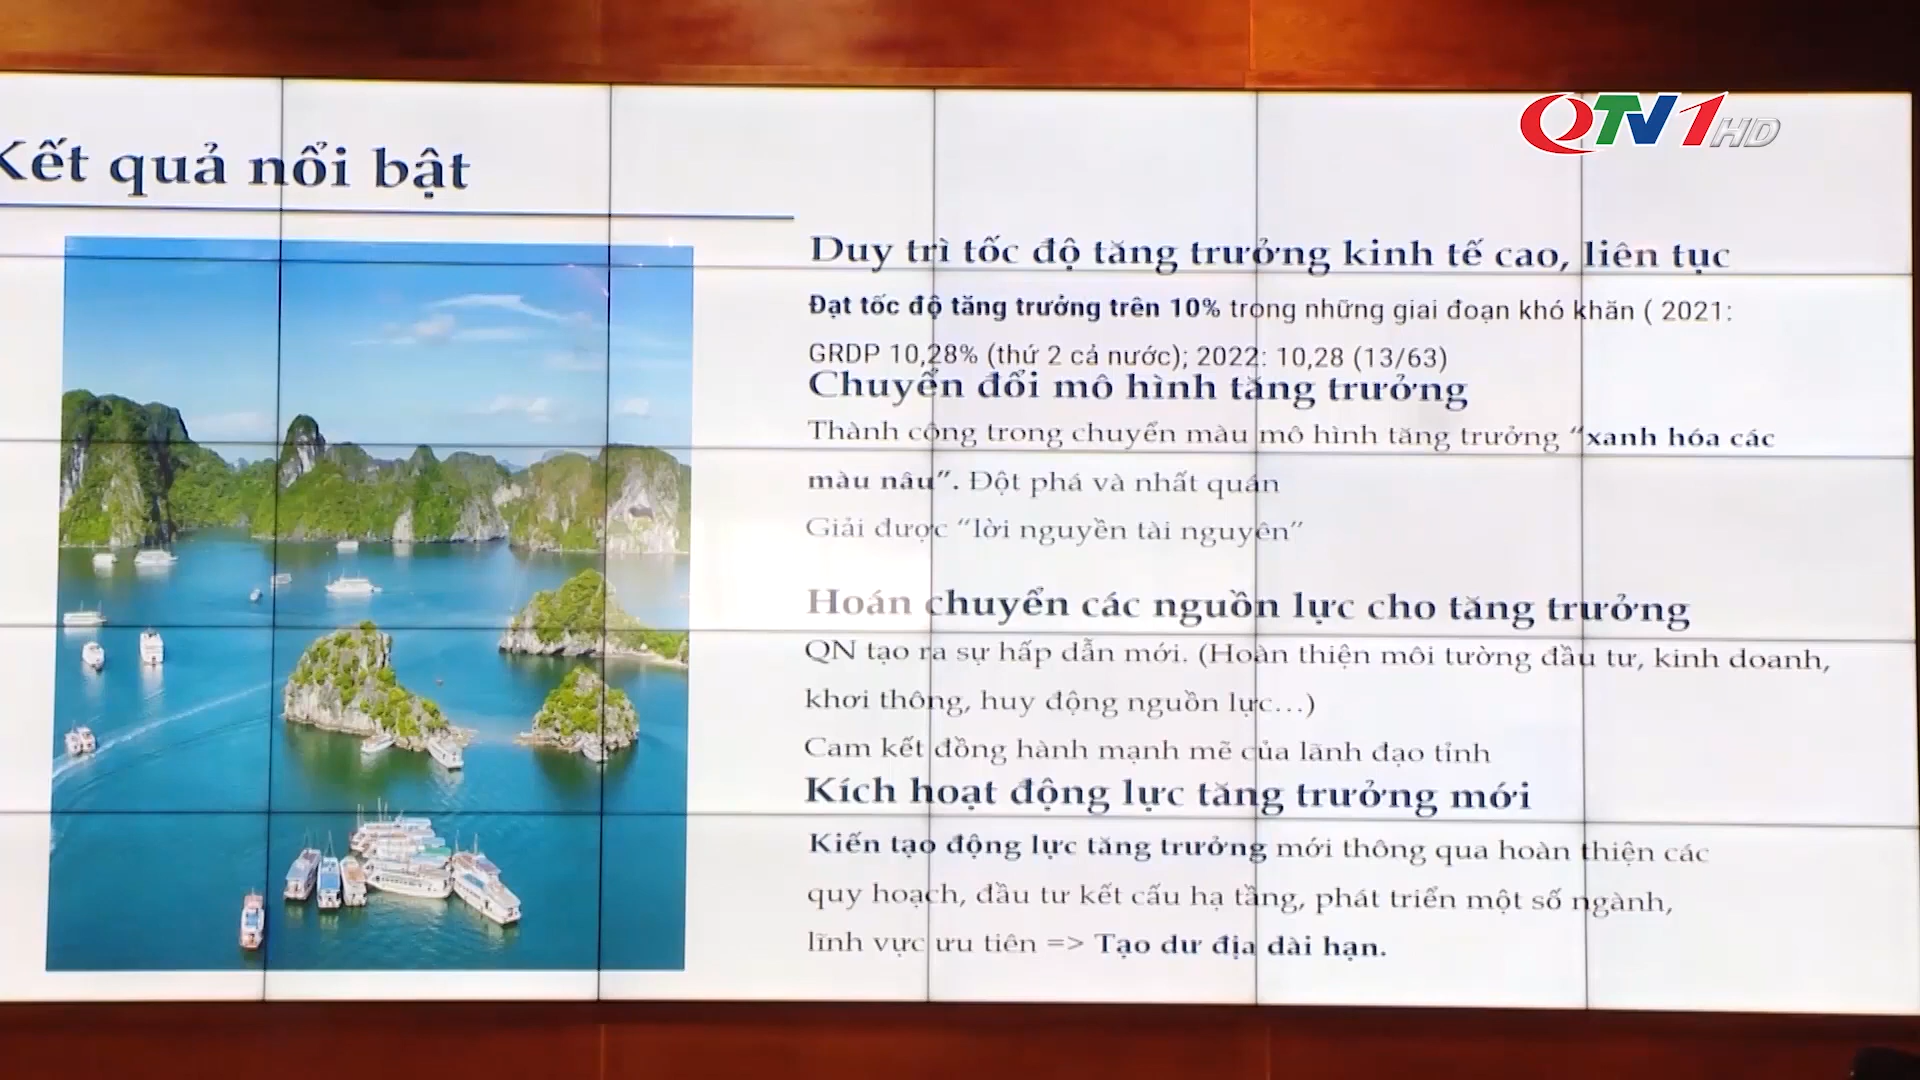 QTV1HD
Kết quả nổi bật
Duy trì tốc độ tăng trưởng kinh tế cao, liên tục
Đạt tốc độ tăng trưởng trên 10% trong những giai đoạn khó khăn ( 2021:
GRDP 10,28% (thứ 2 cả nước); 2022: 10,28 (13/63)
Chuyển đổi mô hình tăng trưởng
Thành công trong chuyển màu mô hình tăng trưởng “xanh hóa các
màu nâu”. Đột phá và nhất quán
Giải được “lời nguyền tài nguyên”
Hoán chuyển các nguồn lực cho tăng trưởng
QN tạo ra sự hấp dẫn mới. (Hoàn thiện môi tường đầu tư, kinh doanh,
khơi thông, huy động nguồn lực…)
Cam kết đồng hành mạnh mẽ của lãnh đạo tỉnh
Kích hoạt động lực tăng trưởng mới
Kiến tạo động lực tăng trưởng mới thông qua hoàn thiện các
quy hoạch, đầu tư kết cấu hạ tầng, phát triển một số ngành,
lĩnh vực ưu tiên => Tạo dư địa dài hạn.